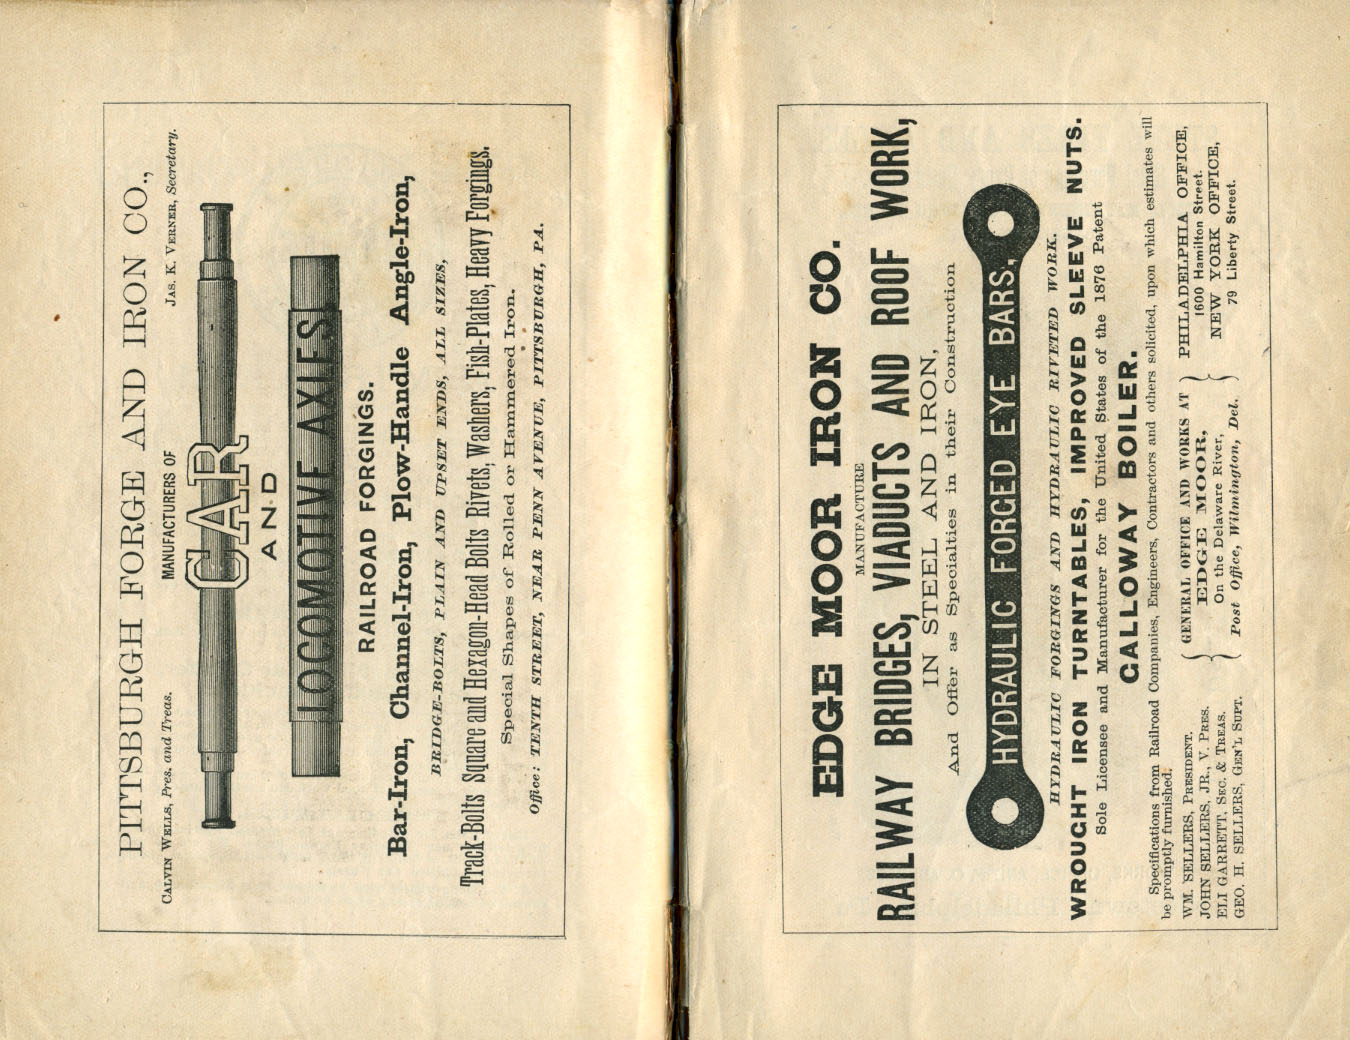 PITTSBURGH FORGE AND IRON CO.,
CALVIN WELLS, Pres. and Treas. JAS. K. VERNER, Secretary.
MANUFACTURERS OF
CAR
AND
LOCOMOTIVE AXLES
RAILROAD FORGINGS.
Bar-Iron, Channel-Iron, Plow-Handle Angle-Iron,
BRIDGE-BOLTS, PLAIN AND UPSET ENDS, ALL SIZES,
Track-Bolts Square and Hexagon-Head Bolts Rivets, Washers, Fish-Plates, Heavy Forgings.
Special Shapes of Rolled or Hammered Iron.
Office: TENTH STREET, NEAR PENN AVENUE, PITTSBURGH, PA.
EDGE MOOR IRON CO.
MANUFACTURE
RAILWAY BRIDGES, VIADUCTS AND ROOF WORK,
IN STEEL AND IRON,
And Offer as Specialties in their Construction
HYDRAULIC FORGED EYE BARS,
HYDRAULIC FORGINGS AND HYDRAULIC RIVETED WORK.
WROUGHT IRON TURNTABLES, IMPROVED SLEEVE NUTS.
Sole Licensee and Manufacturer for the United States of the 1876 Patent
GALLOWAY BOILER.
Specifications from Railroad Companies, Engineers, Contractors and others solicited, upon which estimates will
be promptly furnished.
WM. SELLERS, PRESIDENT.
JOHN SELLERS, JR., V. PRES.
ELI GARRETT, SEC. & TREAS.
GEO. H. SELLERS, GEN'L SUPT.
GENERAL OFFICE AND WORKS AT
EDGE MOOR,
On the Delaware River,
Post Office, Wilmington, Del.
PHILADELPHIA OFFICE,
1600 Hamilton Street.
NEW YORK OFFICE,
79 Liberty Street.